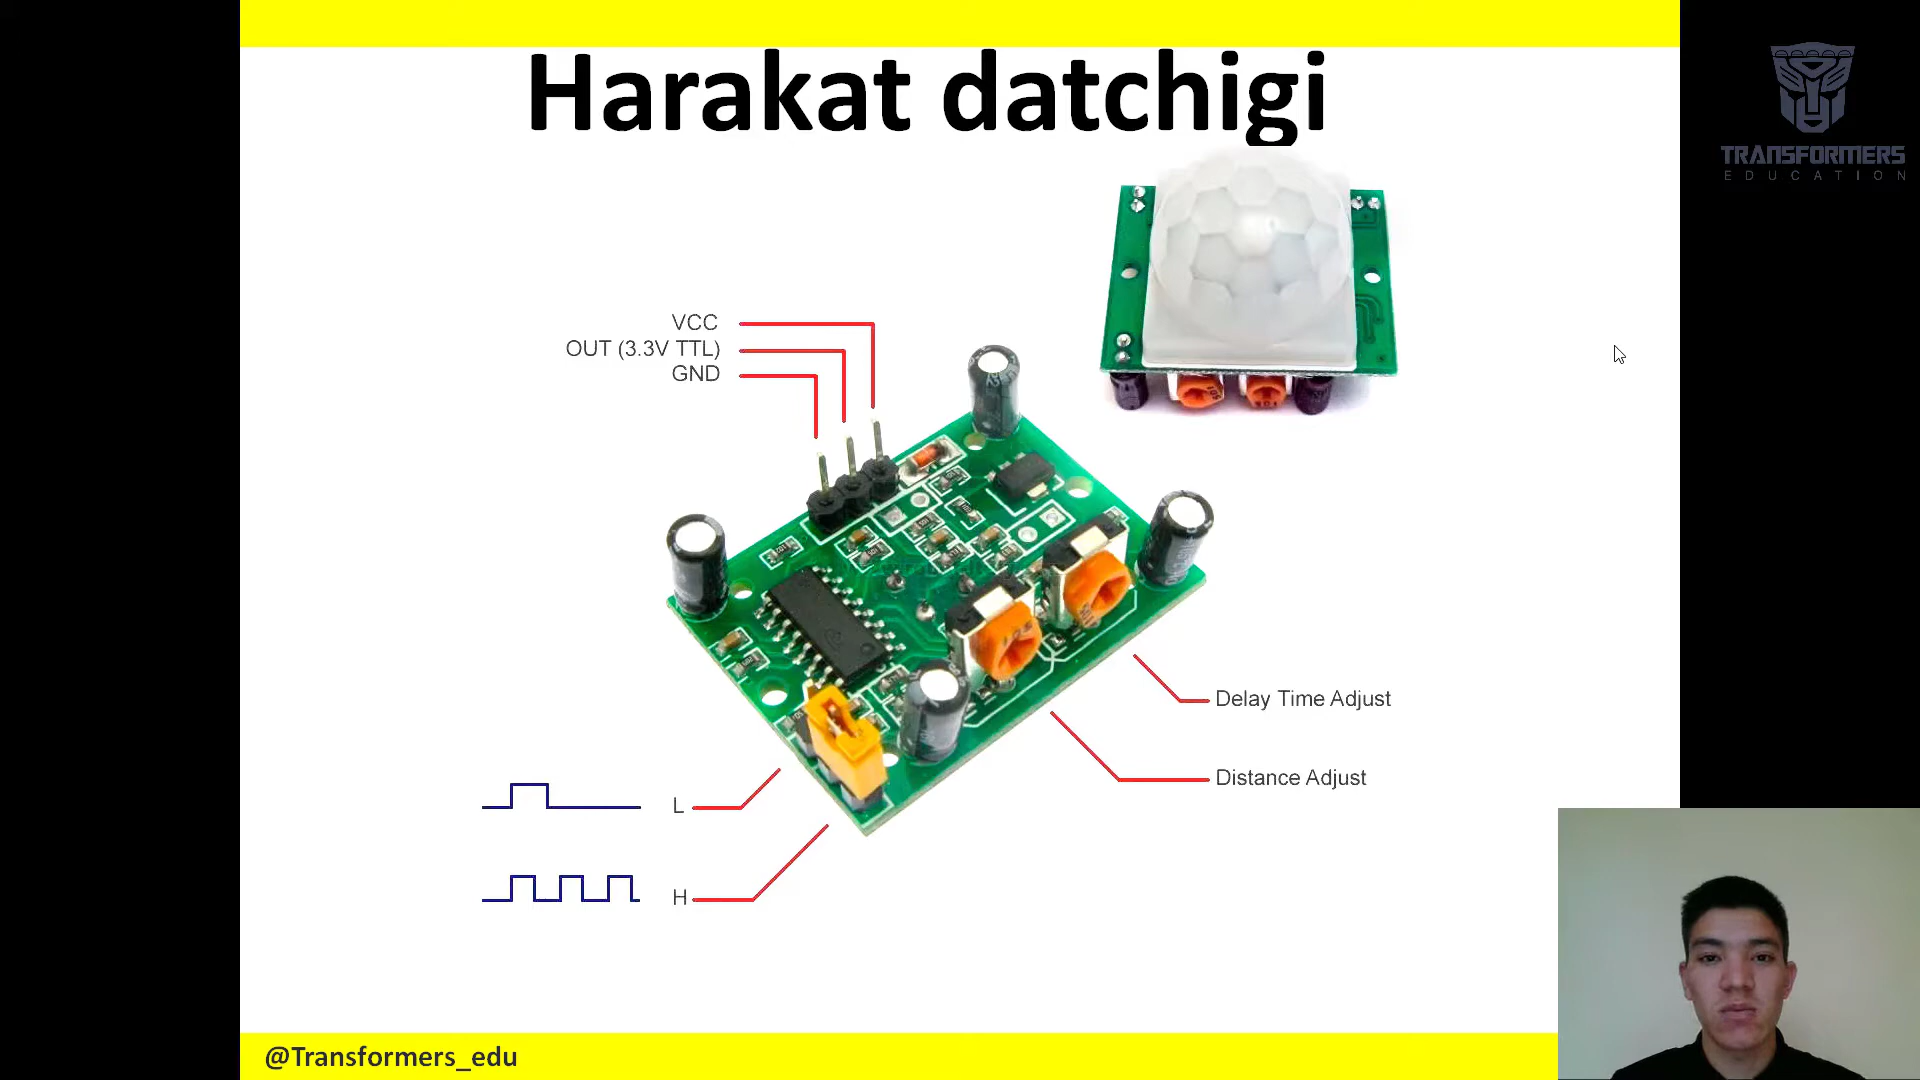 Harakat datchigi
TRANSFORMERS
EDUCATION
VCC
OUT (3.3V TTL)
GND
Delay Time Adjust
Distance Adjust
L
H
@Transformers_edu